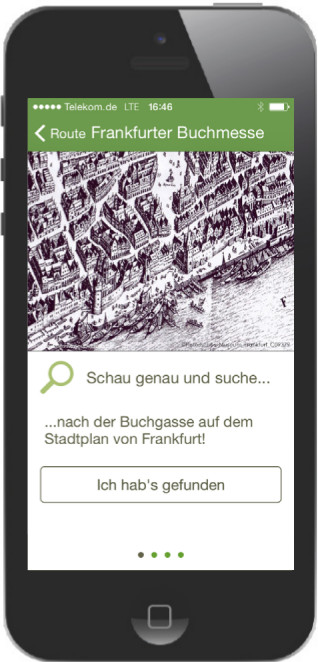 Telekom.de LTE 16:46
Route Frankfurter Buchmesse
Schau genau und suche...
...nach der Buchgasse auf dem
Stadtplan von Frankfurt!
Ich hab's gefunden